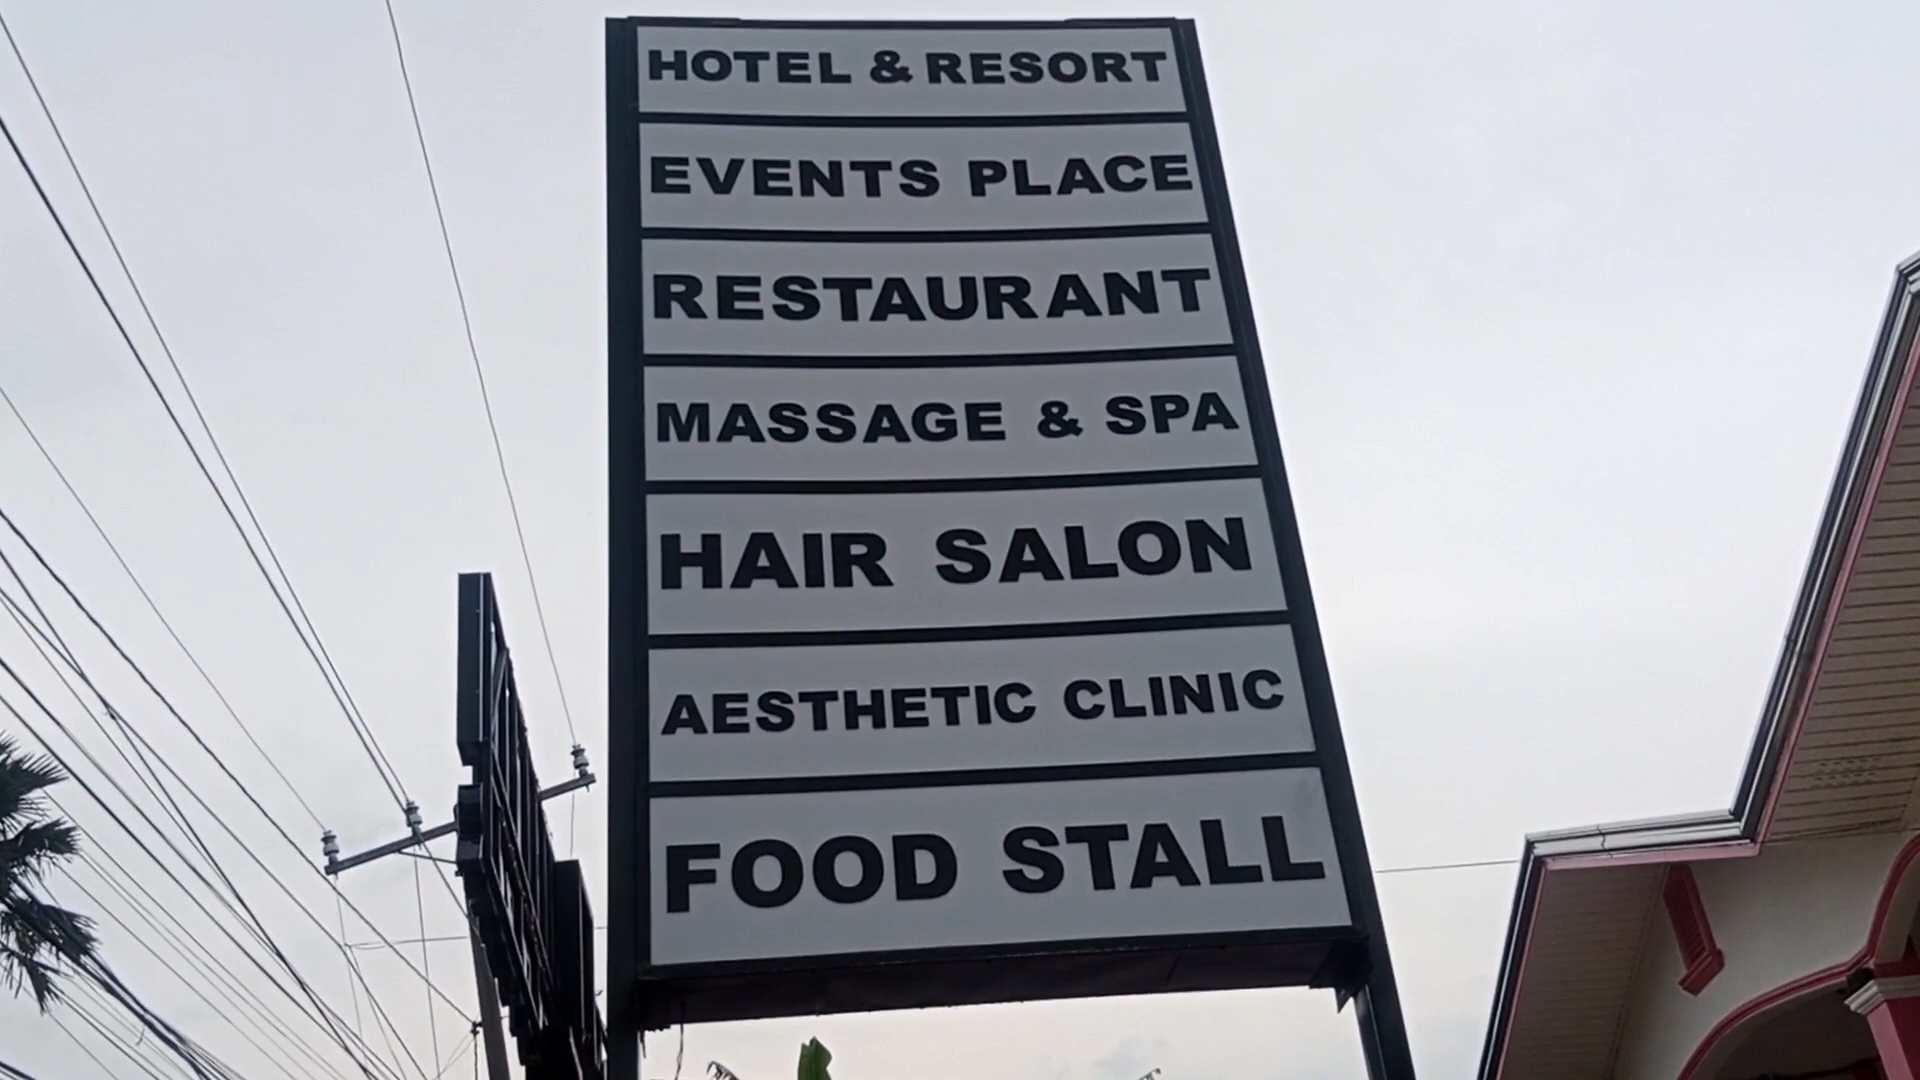 HOTEL & RESORT
EVENTS PLACE
RESTAURANT
MASSAGE & SPA
HAIR SALON
AESTHETIC CLINIC
FOOD STALL